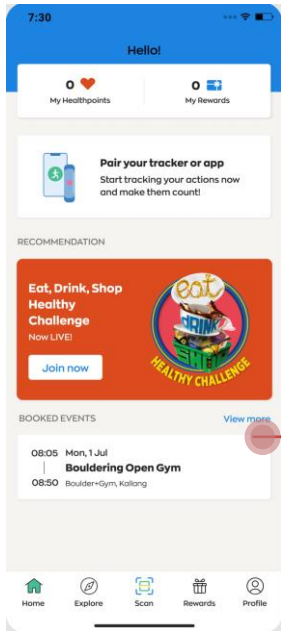 7:30
Hello!
0
My Healthpoints
0
My Rewards
Pair your tracker or app
Start tracking your actions now
and make them count!
RECOMMENDATION
Eat, Drink, Shop
Healthy
Challenge
Now LIVE!
Join now
eat
DRINK
SHOP
HEALTHY CHALLENGE
BOOKED EVENTS
View more
08:05 Mon, 1 Jul
Bouldering Open Gym
08:50 Boulder+Gym, Kallang
Home
Explore
Scan
Rewards
Profile